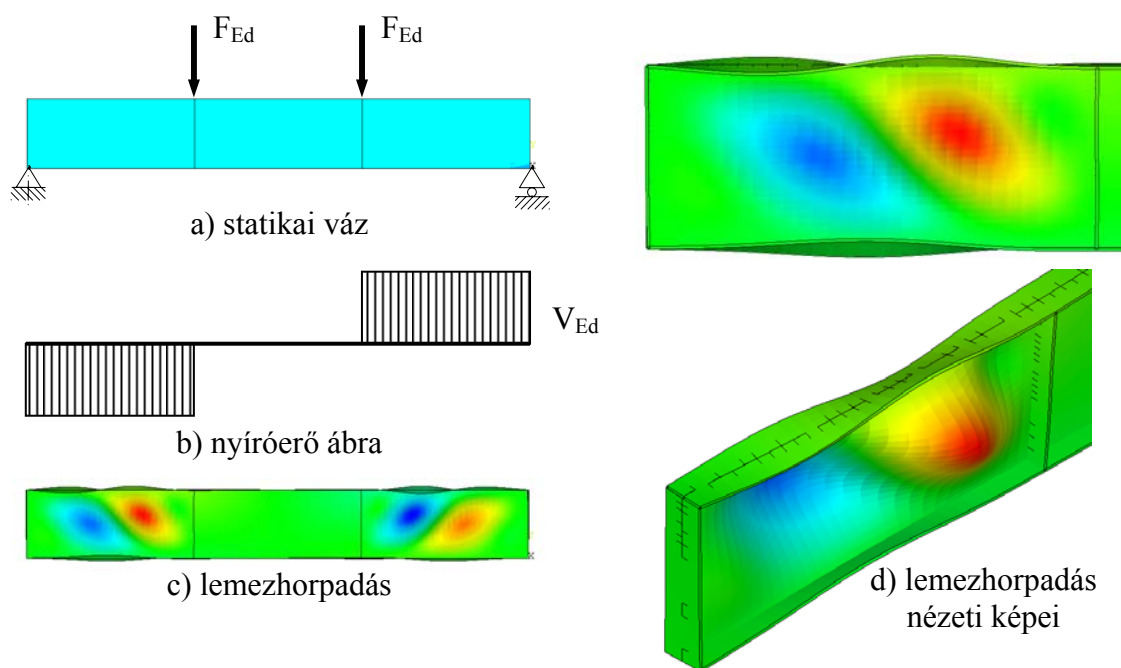 F_Ed
F_Ed
a) statikai váz
V_Ed
b) nyíróerő ábra
c) lemezhorpadás
d) lemezhorpadás
nézeti képei